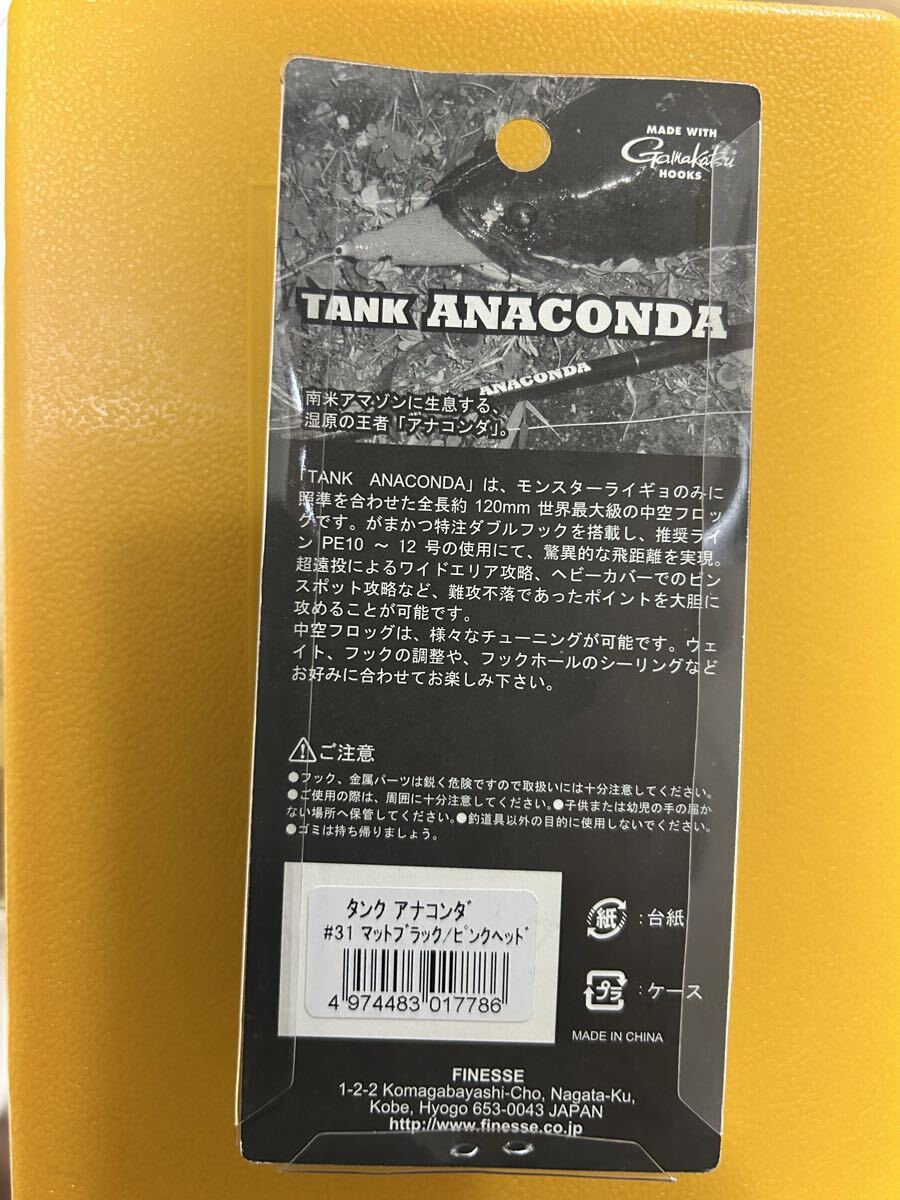 MADE WITH
Gamakatsu
HOOKS
TANK ANACONDA
ANACONDA
南米アマゾンに生息する、
湿原の王者「アナコンダ」。
「TANK ANACONDA」は、モンスターライギョのみに
照準を合わせた全長約 120mm 世界最大級の中空フロッ
グです。がまかつ特注ダブルフックを搭載し、推奨ライ
ン PE10 ～ 12 号の使用にて、驚異的な飛距離を実現。
超遠投によるワイドエリア攻略、ヘビーカバーでのピン
スポット攻略など、難攻不落であったポイントを大胆に
攻めることが可能です。
中空フロッグは、様々なチューニングが可能です。ウェ
イト、フックの調整や、フックホールのシーリングなど
お好みに合わせてお楽しみ下さい。
ご注意
●フック、金属パーツは鋭く危険ですので取扱いには十分注意してください。
●ご使用の際は、周囲に十分注意してください。●子供または幼児の手の届か
ない場所へ保管してください。●釣道具以外の目的に使用しないでください。
●ゴミは持ち帰りましょう。
タンク アナコンダ
#31 マットブラック/ピンクヘッド
4 974483 017786
紙 : 台紙
プラ : ケース
MADE IN CHINA
FINESSE
1-2-2 Komagabayashi-Cho, Nagata-Ku,
Kobe, Hyogo 653-0043 JAPAN
http://www.finesse.co.jp